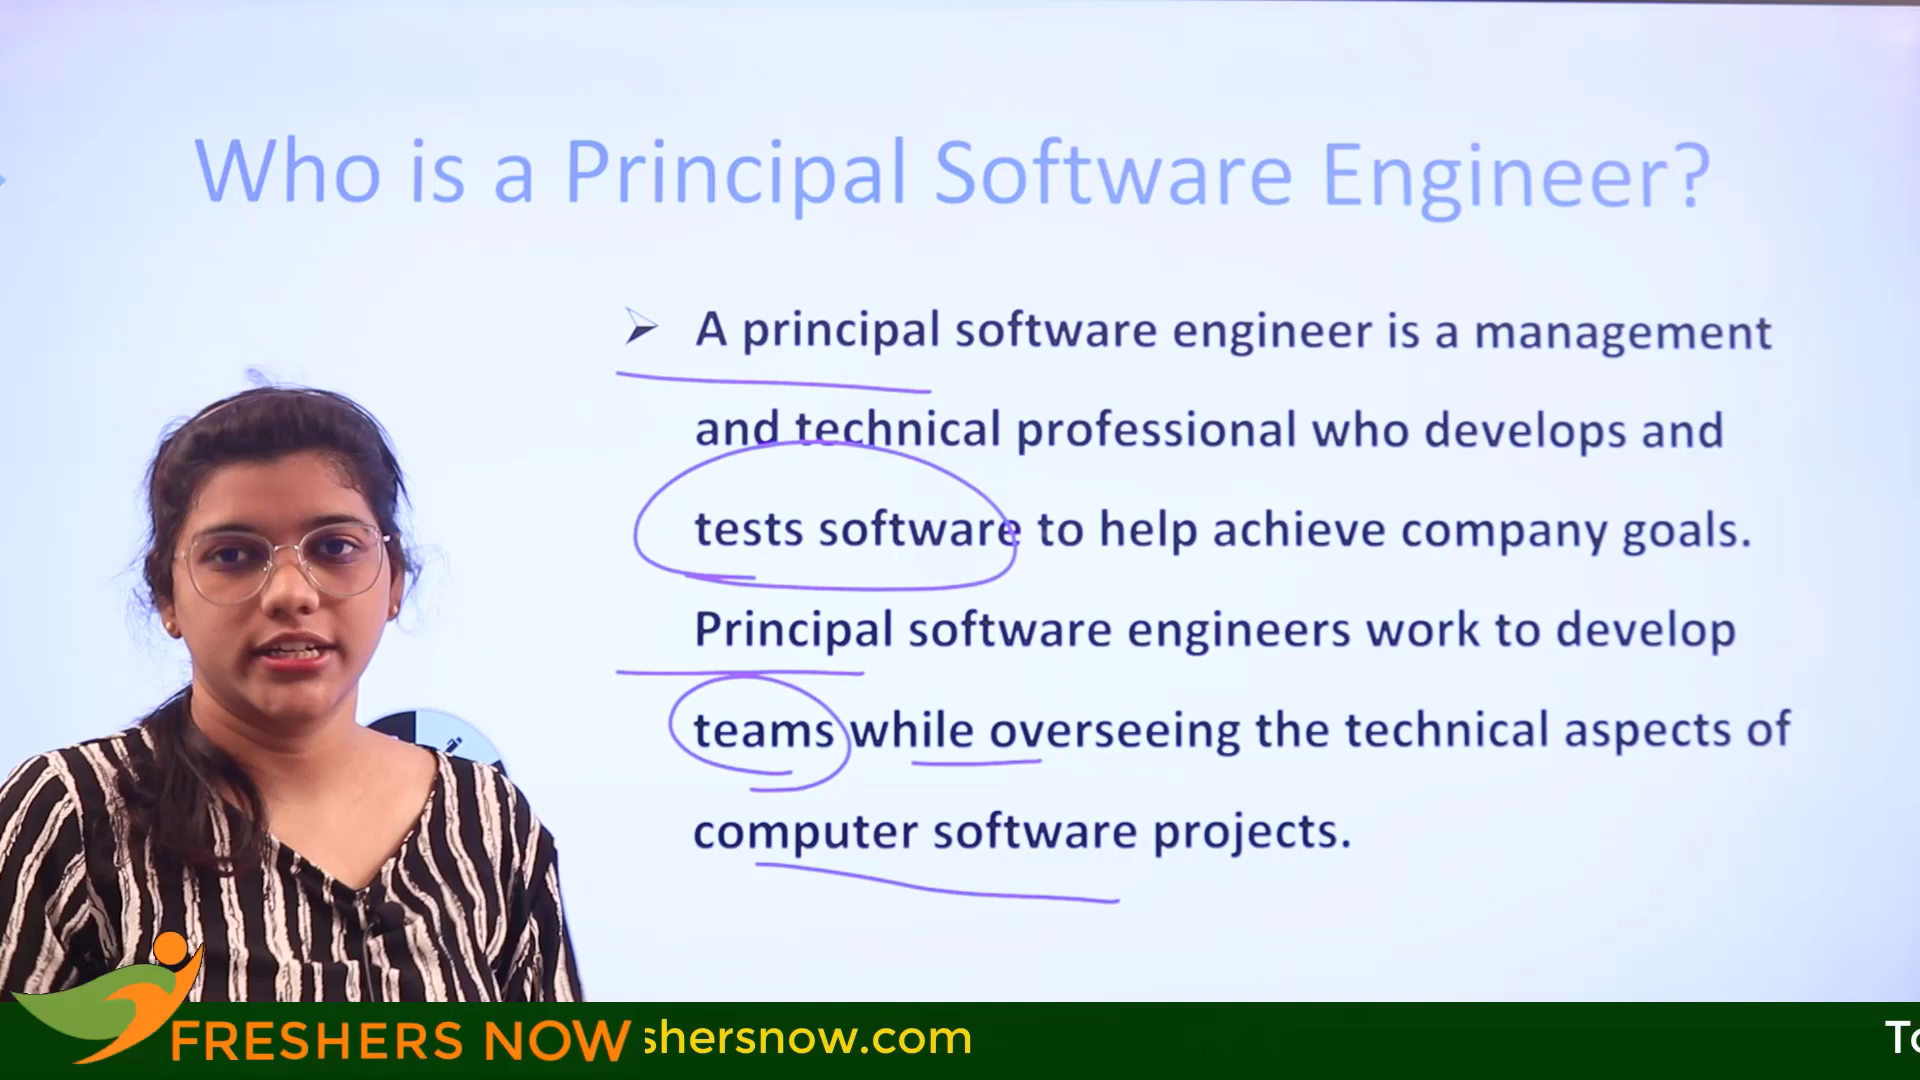 Who is a Principal Software Engineer?
A principal software engineer is a management
and technical professional who develops and
tests software to help achieve company goals.
Principal software engineers work to develop
teams while overseeing the technical aspects of
computer software projects.
FRESHERS NOW shersnow.com